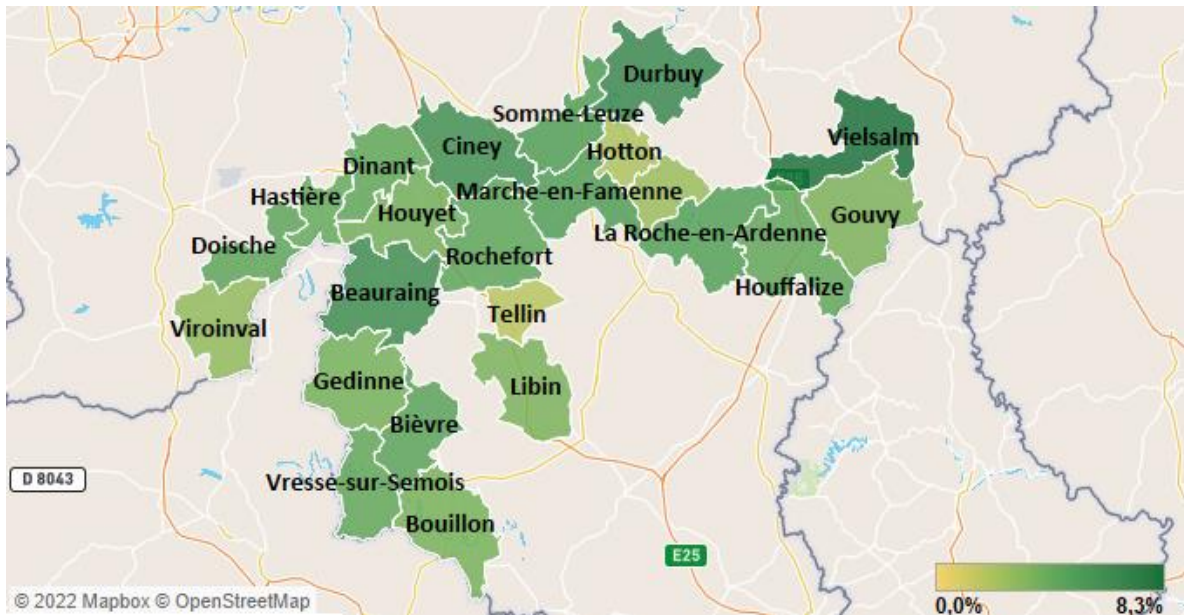 Durbuy
Somme-Leuze
Vielsalm
Ciney
Hotton
Dinant
Marche-en-Famenne
Hastière
Houyet
Gouvy
La Roche-en-Ardenne
Doische
Rochefort
Houffalize
Beauraing
Tellin
Viroinval
Gedinne
Libin
Bièvre
D 8043
Vresse-sur-Semois
Bouillon
E25
© 2022 Mapbox © OpenStreetMap
0,0% 8,3%